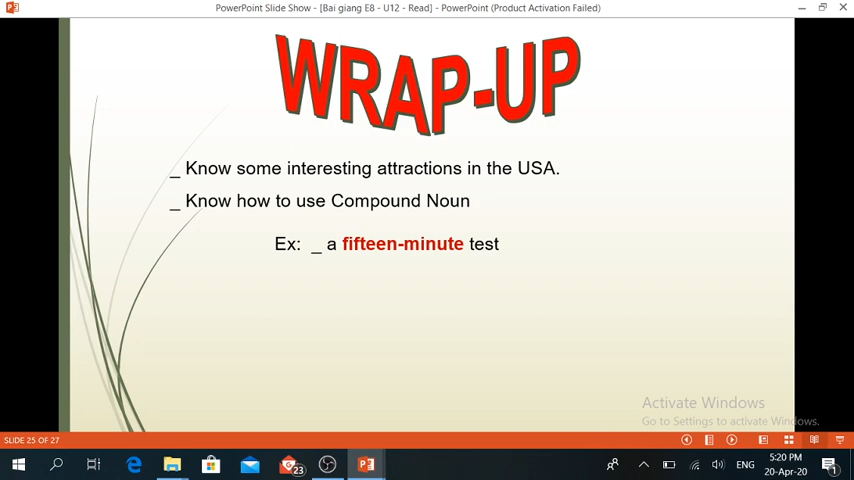 PowerPoint Slide Show - [Bai giang E8 - U12 - Read] - PowerPoint (Product Activation Failed)
WRAP-UP
_ Know some interesting attractions in the USA.
_ Know how to use Compound Noun
Ex: _ a fifteen-minute test
Activate Windows
Go to Settings to activate Windows.
SLIDE 25 OF 27
23
ENG
5:20 PM
20-Apr-20
1